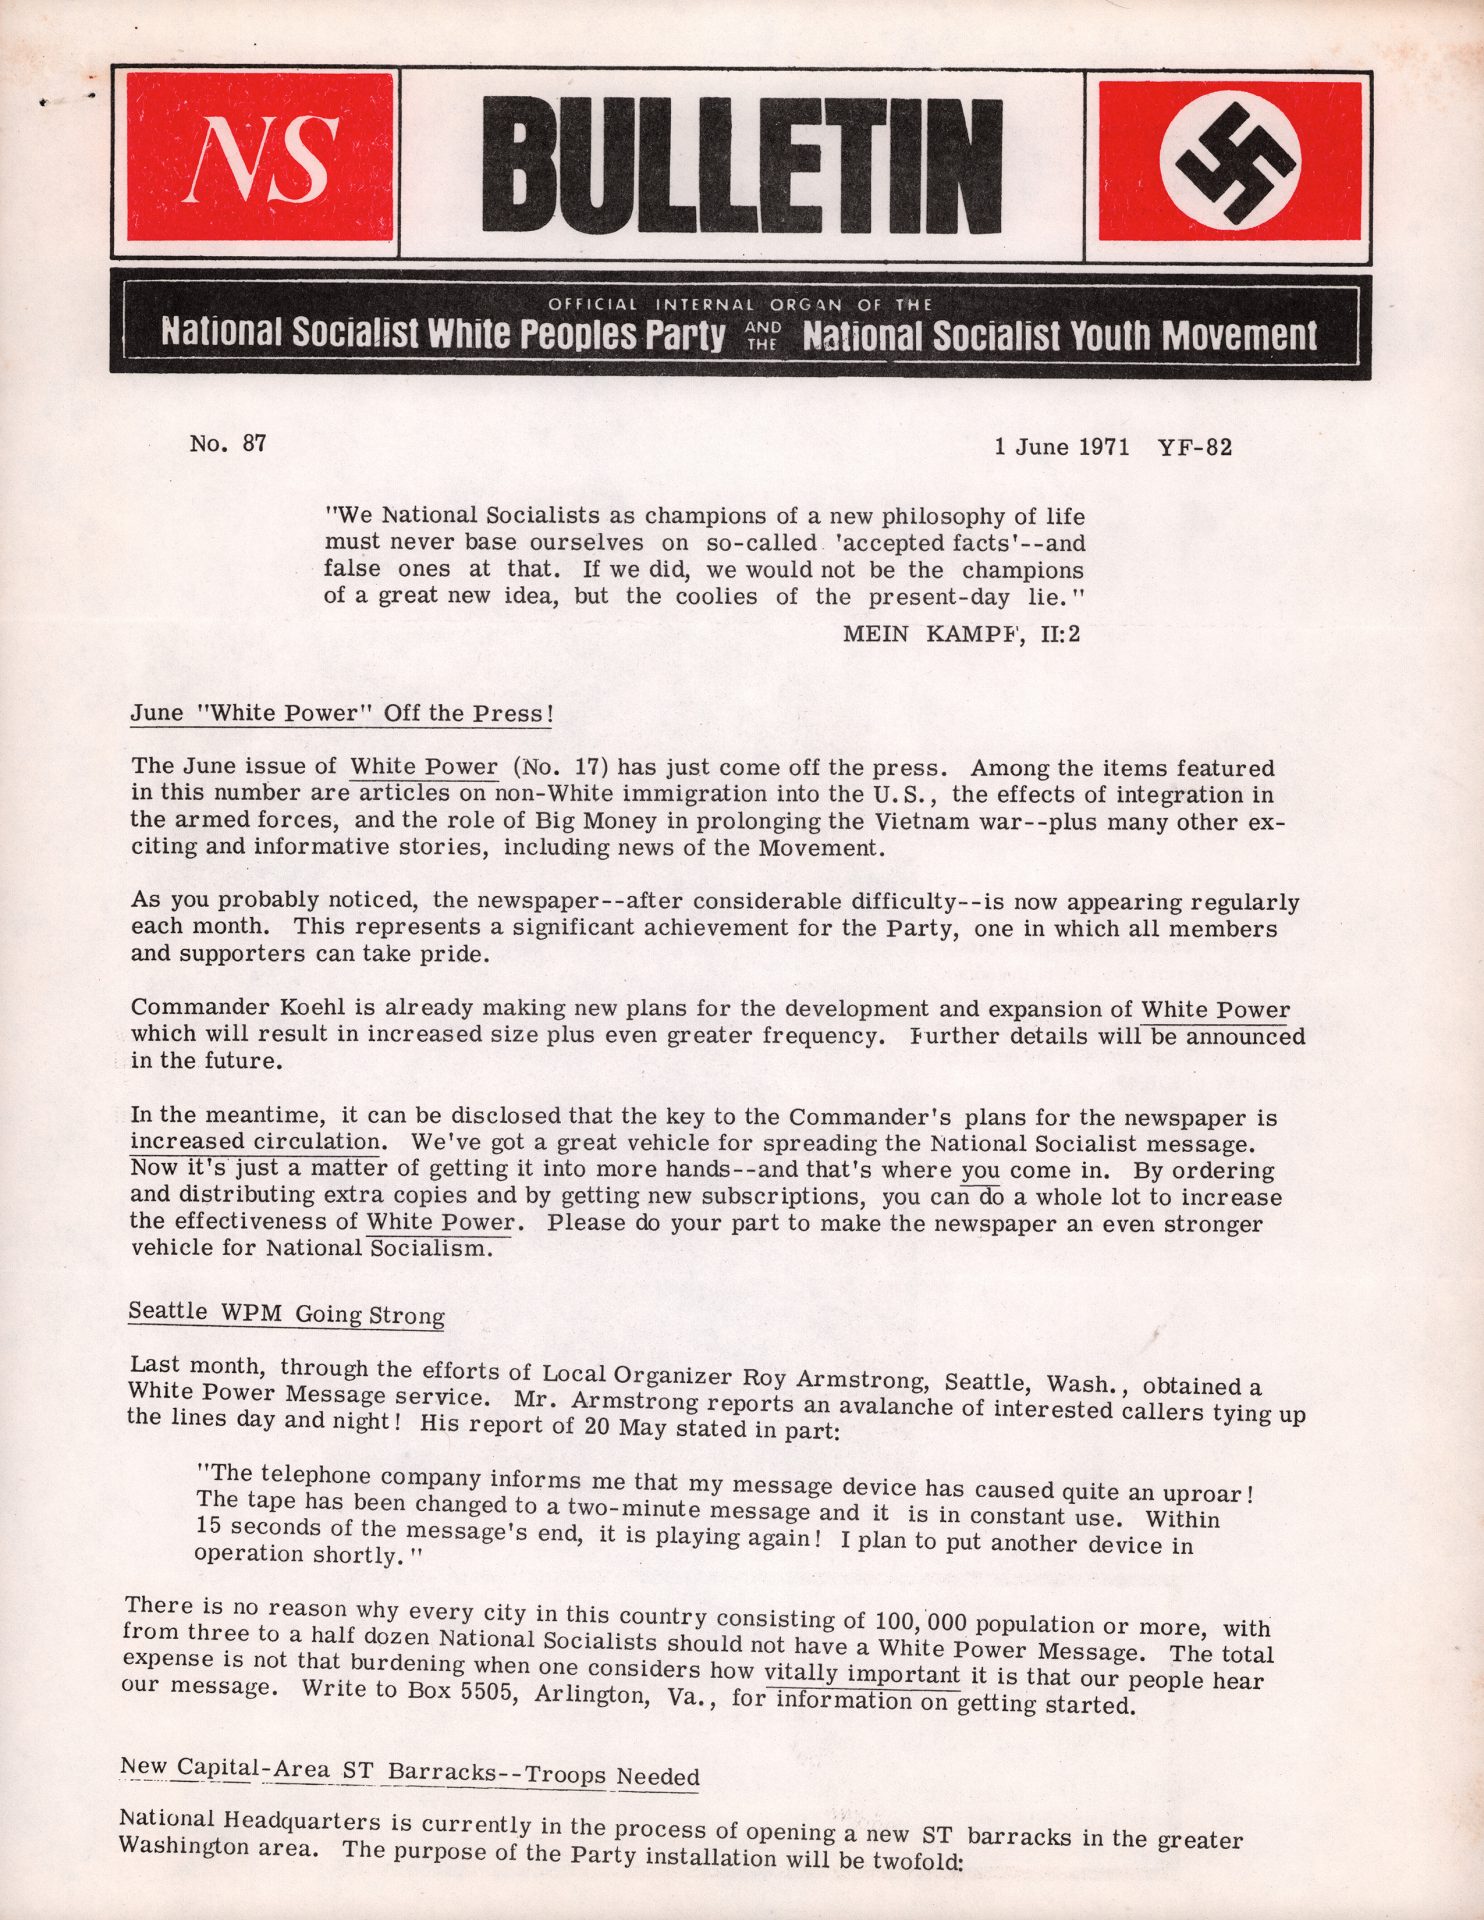 NS
BULLETIN
OFFICIAL INTERNAL ORGAN OF THE
National Socialist White Peoples Party AND THE National Socialist Youth Movement
No. 87
1 June 1971 YF-82
"We National Socialists as champions of a new philosophy of life
must never base ourselves on so-called 'accepted facts'--and
false ones at that. If we did, we would not be the champions
of a great new idea, but the coolies of the present-day lie."
MEIN KAMPF, II:2
June "White Power" Off the Press!
The June issue of White Power (No. 17) has just come off the press. Among the items featured
in this number are articles on non-White immigration into the U.S., the effects of integration in
the armed forces, and the role of Big Money in prolonging the Vietnam war--plus many other ex-
citing and informative stories, including news of the Movement.
As you probably noticed, the newspaper--after considerable difficulty--is now appearing regularly
each month. This represents a significant achievement for the Party, one in which all members
and supporters can take pride.
Commander Koehl is already making new plans for the development and expansion of White Power
which will result in increased size plus even greater frequency. Further details will be announced
in the future.
In the meantime, it can be disclosed that the key to the Commander's plans for the newspaper is
increased circulation. We've got a great vehicle for spreading the National Socialist message.
Now it's just a matter of getting it into more hands--and that's where you come in. By ordering
and distributing extra copies and by getting new subscriptions, you can do a whole lot to increase
the effectiveness of White Power. Please do your part to make the newspaper an even stronger
vehicle for National Socialism.
Seattle WPM Going Strong
Last month, through the efforts of Local Organizer Roy Armstrong, Seattle, Wash., obtained a
White Power Message service. Mr. Armstrong reports an avalanche of interested callers tying up
the lines day and night! His report of 20 May stated in part:
"The telephone company informs me that my message device has caused quite an uproar!
The tape has been changed to a two-minute message and it is in constant use. Within
15 seconds of the message's end, it is playing again! I plan to put another device in
operation shortly."
There is no reason why every city in this country consisting of 100,000 population or more, with
from three to a half dozen National Socialists should not have a White Power Message. The total
expense is not that burdening when one considers how vitally important it is that our people hear
our message. Write to Box 5505, Arlington, Va., for information on getting started.
New Capital-Area ST Barracks--Troops Needed
National Headquarters is currently in the process of opening a new ST barracks in the greater
Washington area. The purpose of the Party installation will be twofold: